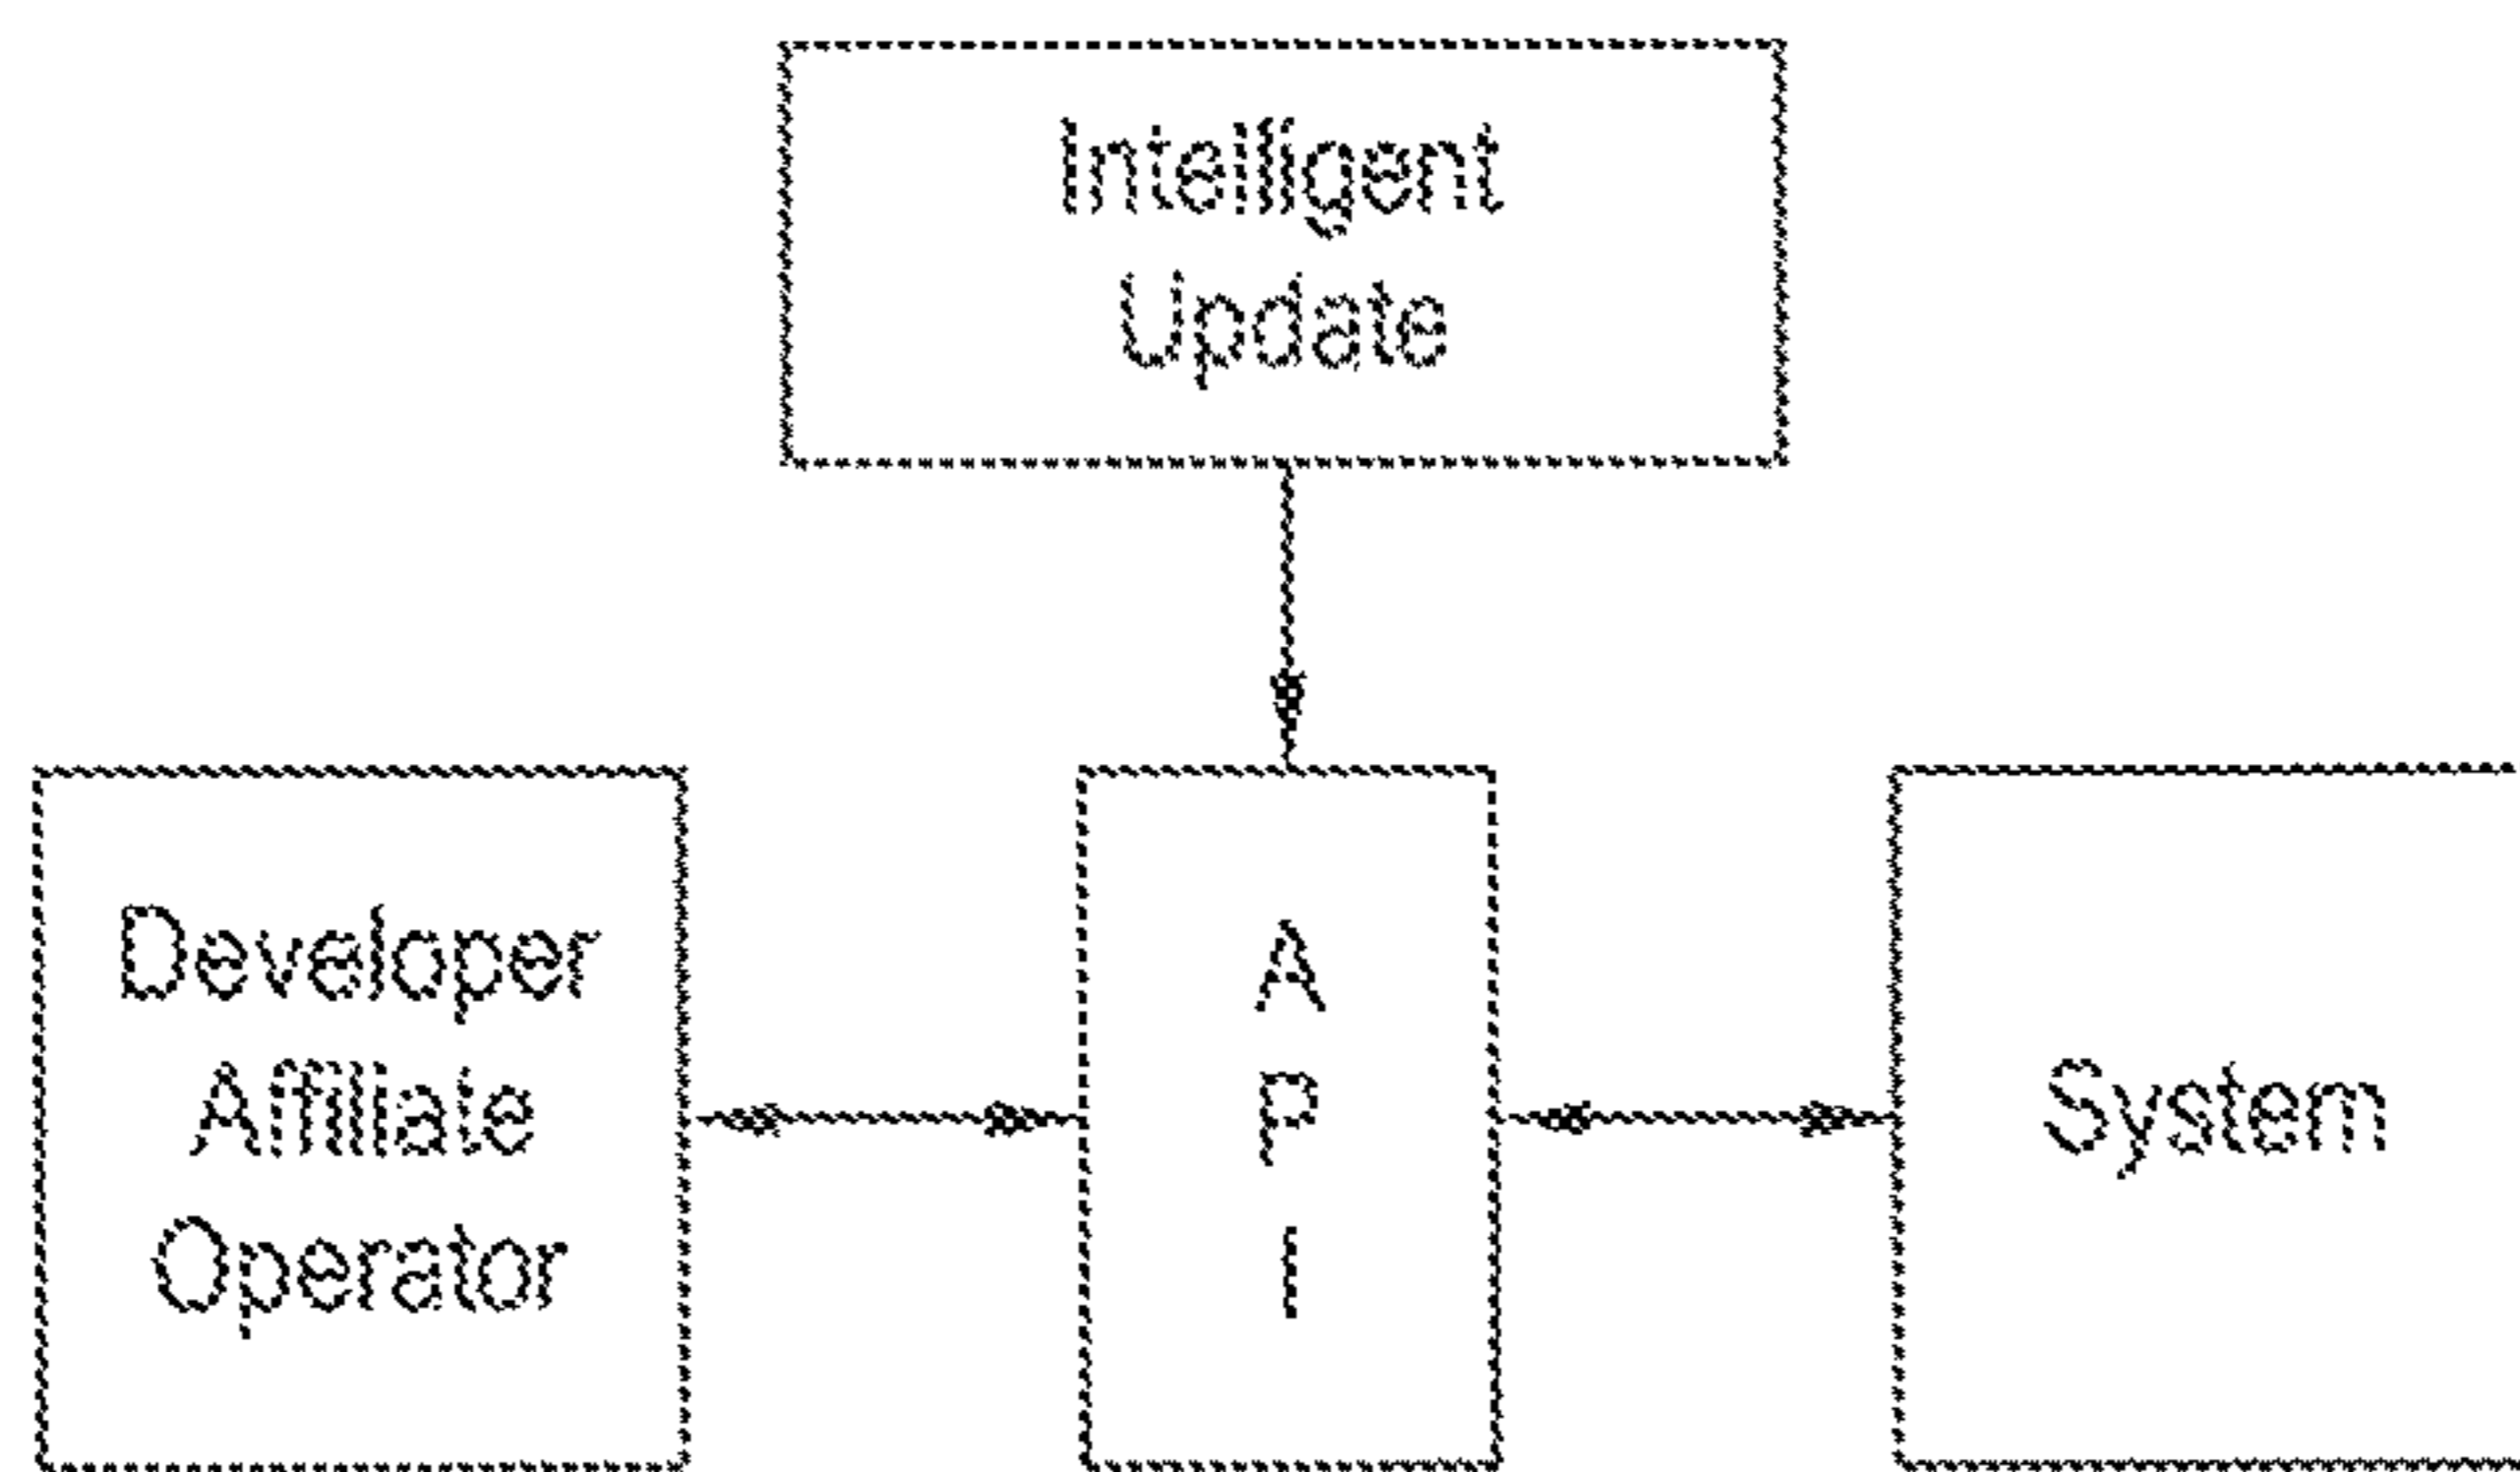 Intelligent
Update
Developer
Affiliate
Operator
A
P
I
System